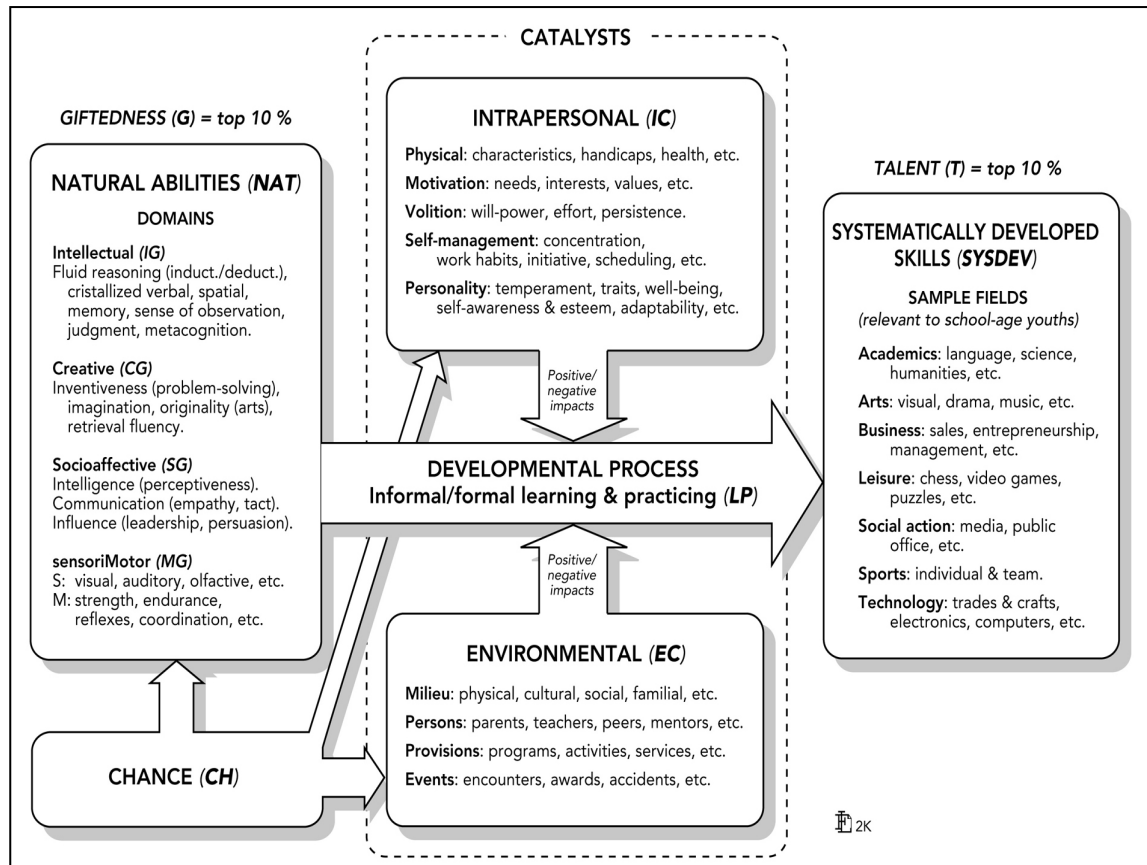 CATALYSTS
GIFTEDNESS (G) = top 10 %
NATURAL ABILITIES (NAT)
DOMAINS
Intellectual (IG)
Fluid reasoning (induct./deduct.),
cristallized verbal, spatial,
memory, sense of observation,
judgment, metacognition.
Creative (CG)
Inventiveness (problem-solving),
imagination, originality (arts),
retrieval fluency.
Socioaffective (SG)
Intelligence (perceptiveness).
Communication (empathy, tact).
Influence (leadership, persuasion).
sensoriMotor (MG)
S: visual, auditory, olfactive, etc.
M: strength, endurance,
reflexes, coordination, etc.
CHANCE (CH)
INTRAPERSONAL (IC)
Physical: characteristics, handicaps, health, etc.
Motivation: needs, interests, values, etc.
Volition: will-power, effort, persistence.
Self-management: concentration,
work habits, initiative, scheduling, etc.
Personality: temperament, traits, well-being,
self-awareness & esteem, adaptability, etc.
Positive/
negative
impacts
DEVELOPMENTAL PROCESS
Informal/formal learning & practicing (LP)
Positive/
negative
impacts
ENVIRONMENTAL (EC)
Milieu: physical, cultural, social, familial, etc.
Persons: parents, teachers, peers, mentors, etc.
Provisions: programs, activities, services, etc.
Events: encounters, awards, accidents, etc.
TALENT (T) = top 10 %
SYSTEMATICALLY DEVELOPED
SKILLS (SYSDEV)
SAMPLE FIELDS
(relevant to school-age youths)
Academics: language, science,
humanities, etc.
Arts: visual, drama, music, etc.
Business: sales, entrepreneurship,
management, etc.
Leisure: chess, video games,
puzzles, etc.
Social action: media, public
office, etc.
Sports: individual & team.
Technology: trades & crafts,
electronics, computers, etc.
2K